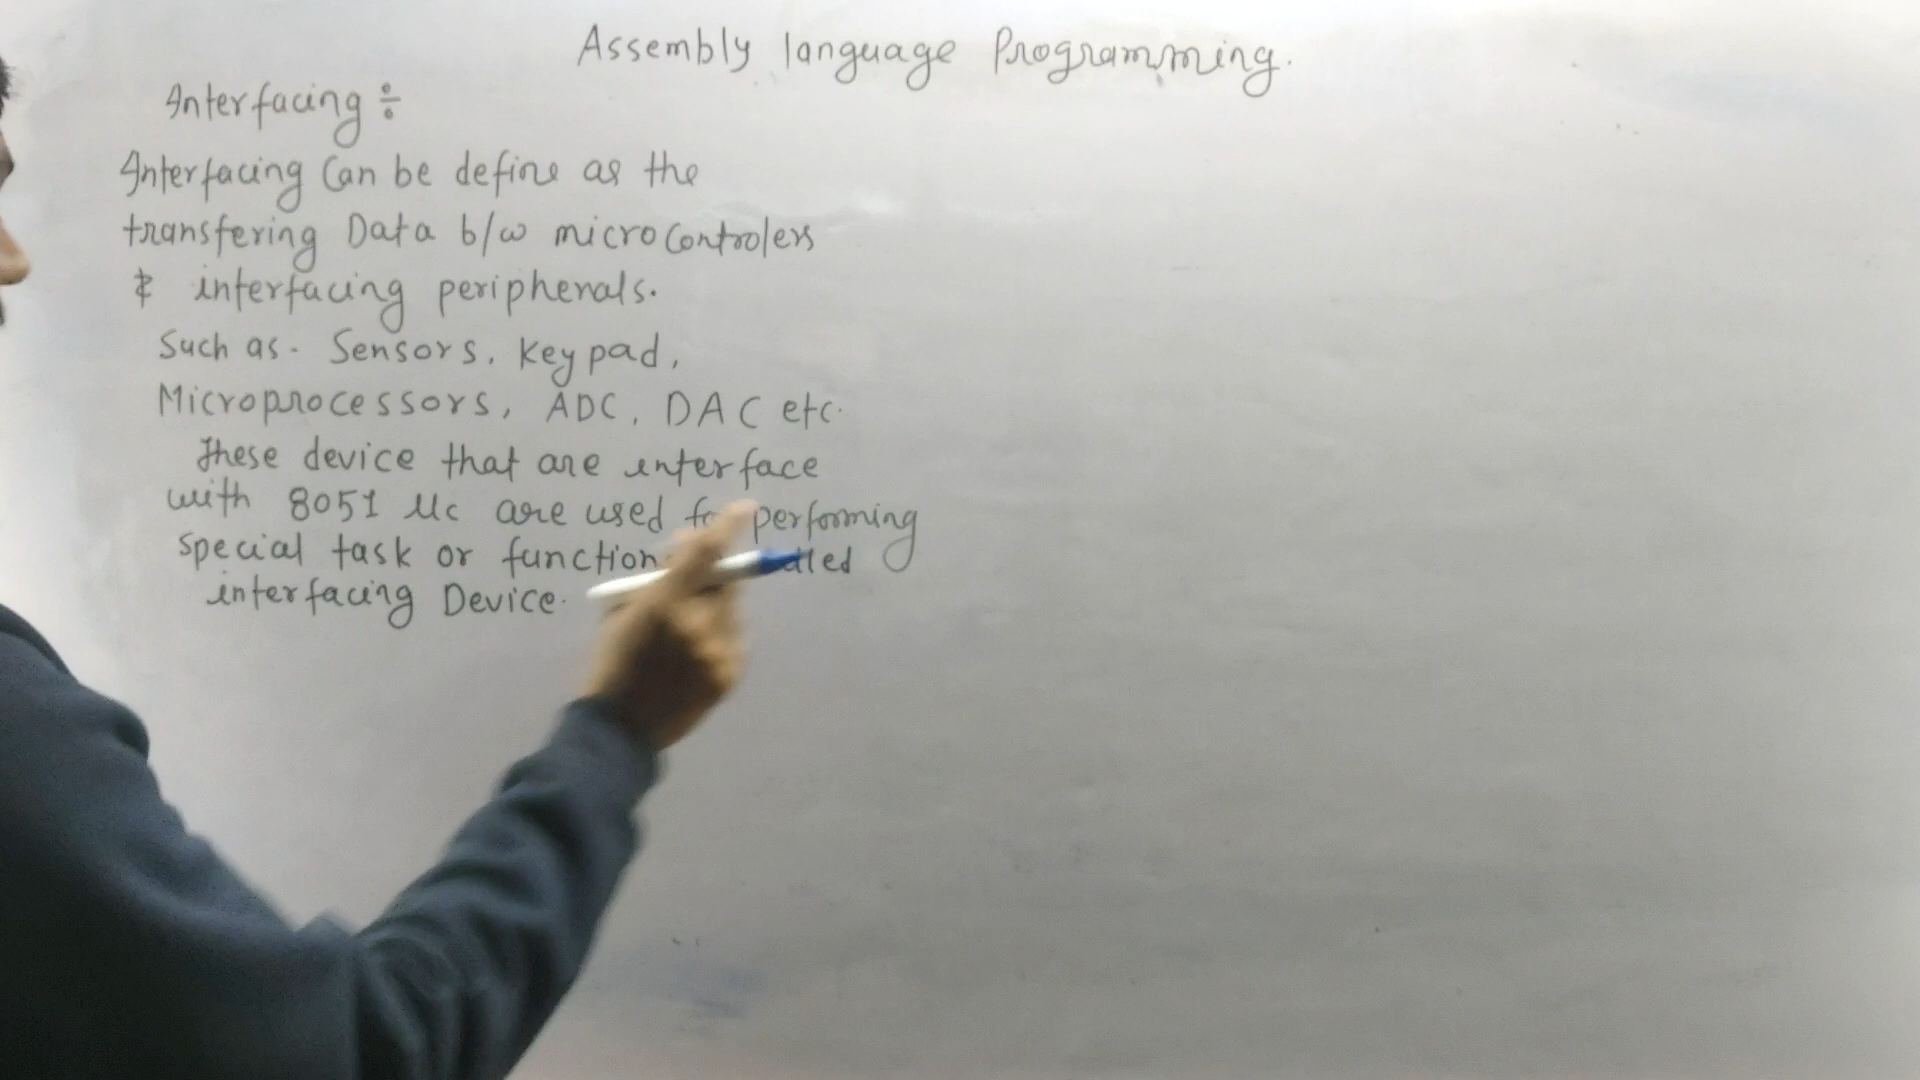 Assembly language Programming.
Interfacing ÷
Interfacing Can be define as the
transfering Data b/w microControlers
& interfacing peripherals.
Such as - Sensors, Keypad,
Microprocessors, ADC, DAC etc.
These device that are interface
with 8051 Uc are used performing
special task or function
interfacing Device.